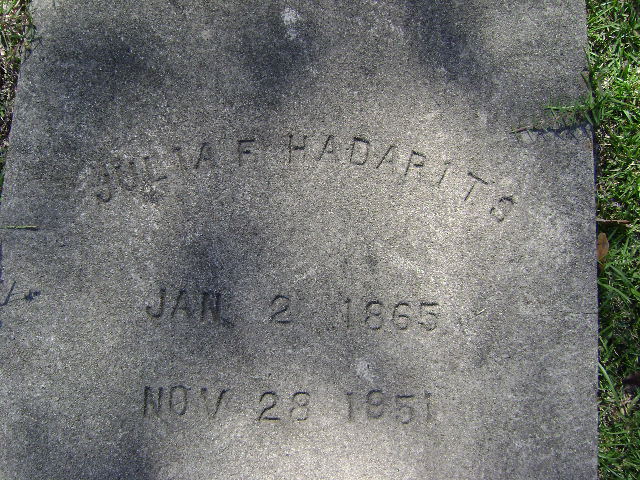 JULIA F HADARITS
JAN. 2 1865
NOV 28 1951